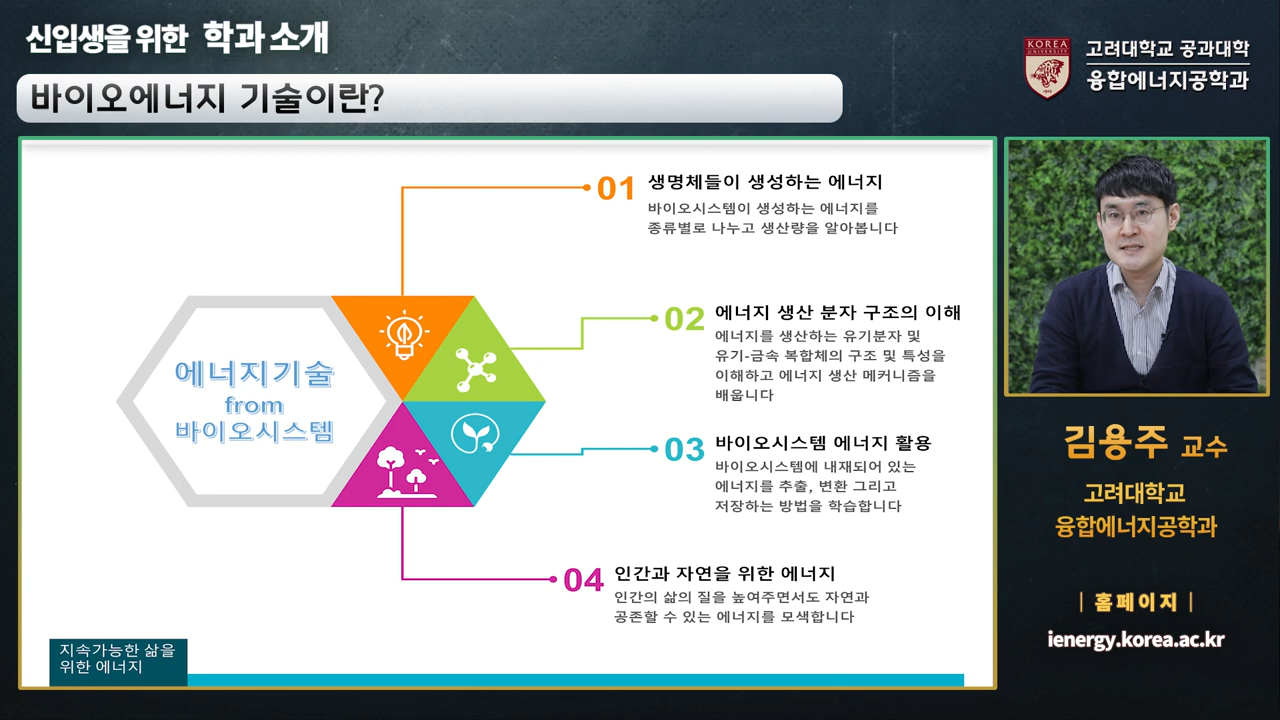 신입생을 위한 학과 소개
바이오에너지 기술이란?
KOREA
UNIVERSITY
고려대학교 공과대학
융합에너지공학과
01 생명체들이 생성하는 에너지
바이오시스템이 생성하는 에너지를
종류별로 나누고 생산량을 알아봅니다
에너지기술
from
바이오시스템
02 에너지 생산 분자 구조의 이해
에너지를 생산하는 유기분자 및
유기-금속 복합체의 구조 및 특성을
이해하고 에너지 생산 메커니즘을
배웁니다
03 바이오시스템 에너지 활용
바이오시스템에 내재되어 있는
에너지를 추출, 변환 그리고
저장하는 방법을 학습합니다
04 인간과 자연을 위한 에너지
인간의 삶의 질을 높여주면서도 자연과
공존할 수 있는 에너지를 모색합니다
지속가능한 삶을
위한 에너지
김용주 교수
고려대학교
융합에너지공학과
| 홈페이지 |
ienergy.korea.ac.kr